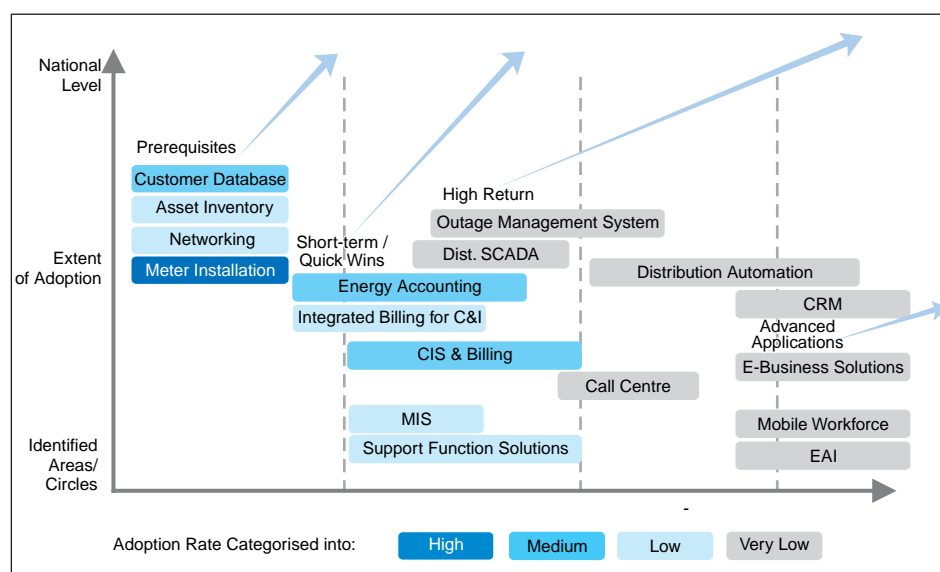 National
Level
Prerequisites
Customer Database
Asset Inventory
Networking
Meter Installation
Extent
of Adoption
Short-term /
Quick Wins
High Return
Outage Management System
Dist. SCADA
Energy Accounting
Integrated Billing for C&I
Distribution Automation
CRM
Advanced
Applications
CIS & Billing
E-Business Solutions
Call Centre
MIS
Mobile Workforce
Support Function Solutions
EAI
Identified
Areas/
Circles
-
Adoption Rate Categorised into:
High
Medium
Low
Very Low